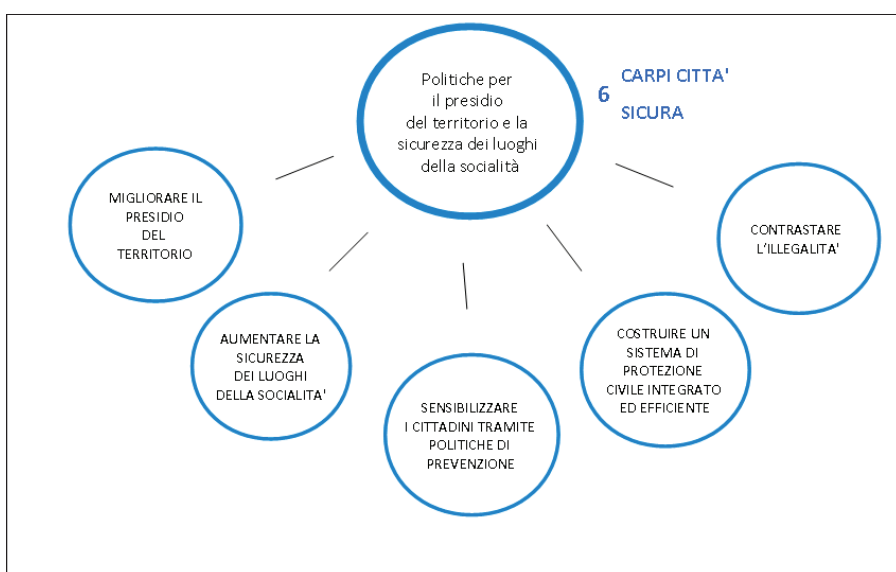 Politiche per
il presidio
del territorio e la
sicurezza dei luoghi
della socialità
6
CARPI CITTA'
SICURA
MIGLIORARE IL
PRESIDIO
DEL
TERRITORIO
AUMENTARE LA
SICUREZZA
DEI LUOGHI
DELLA SOCIALITA'
SENSIBILIZZARE
I CITTADINI TRAMITE
POLITICHE DI
PREVENZIONE
COSTRUIRE UN
SISTEMA DI
PROTEZIONE
CIVILE INTEGRATO
ED EFFICIENTE
CONTRASTARE
L'ILLEGALITA'